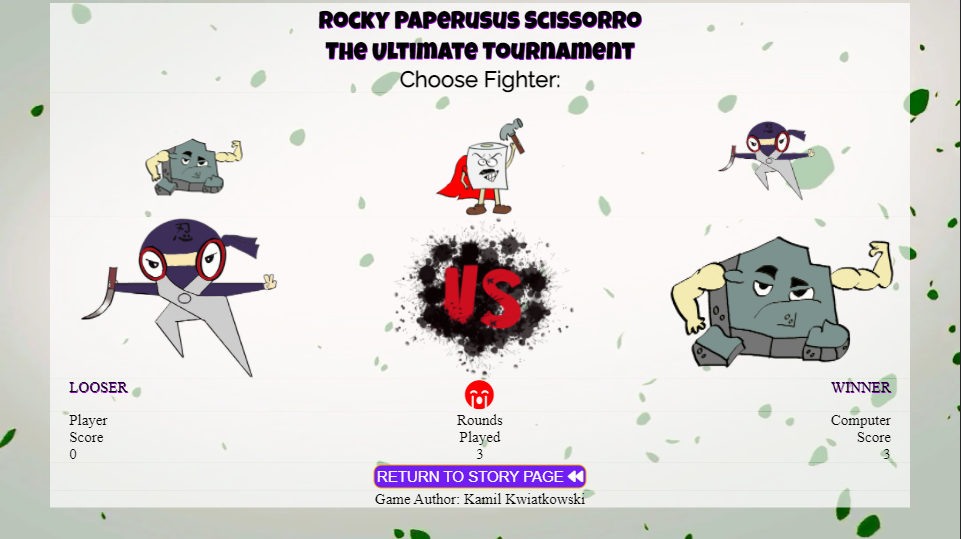 Rocky Paperusus Scissorro
The Ultimate Tournament
Choose Fighter:
忍
VS
LOOSER
WINNER
Player
Score
0
Rounds
Played
3
Computer
Score
3
RETURN TO STORY PAGE
Game Author: Kamil Kwiatkowski